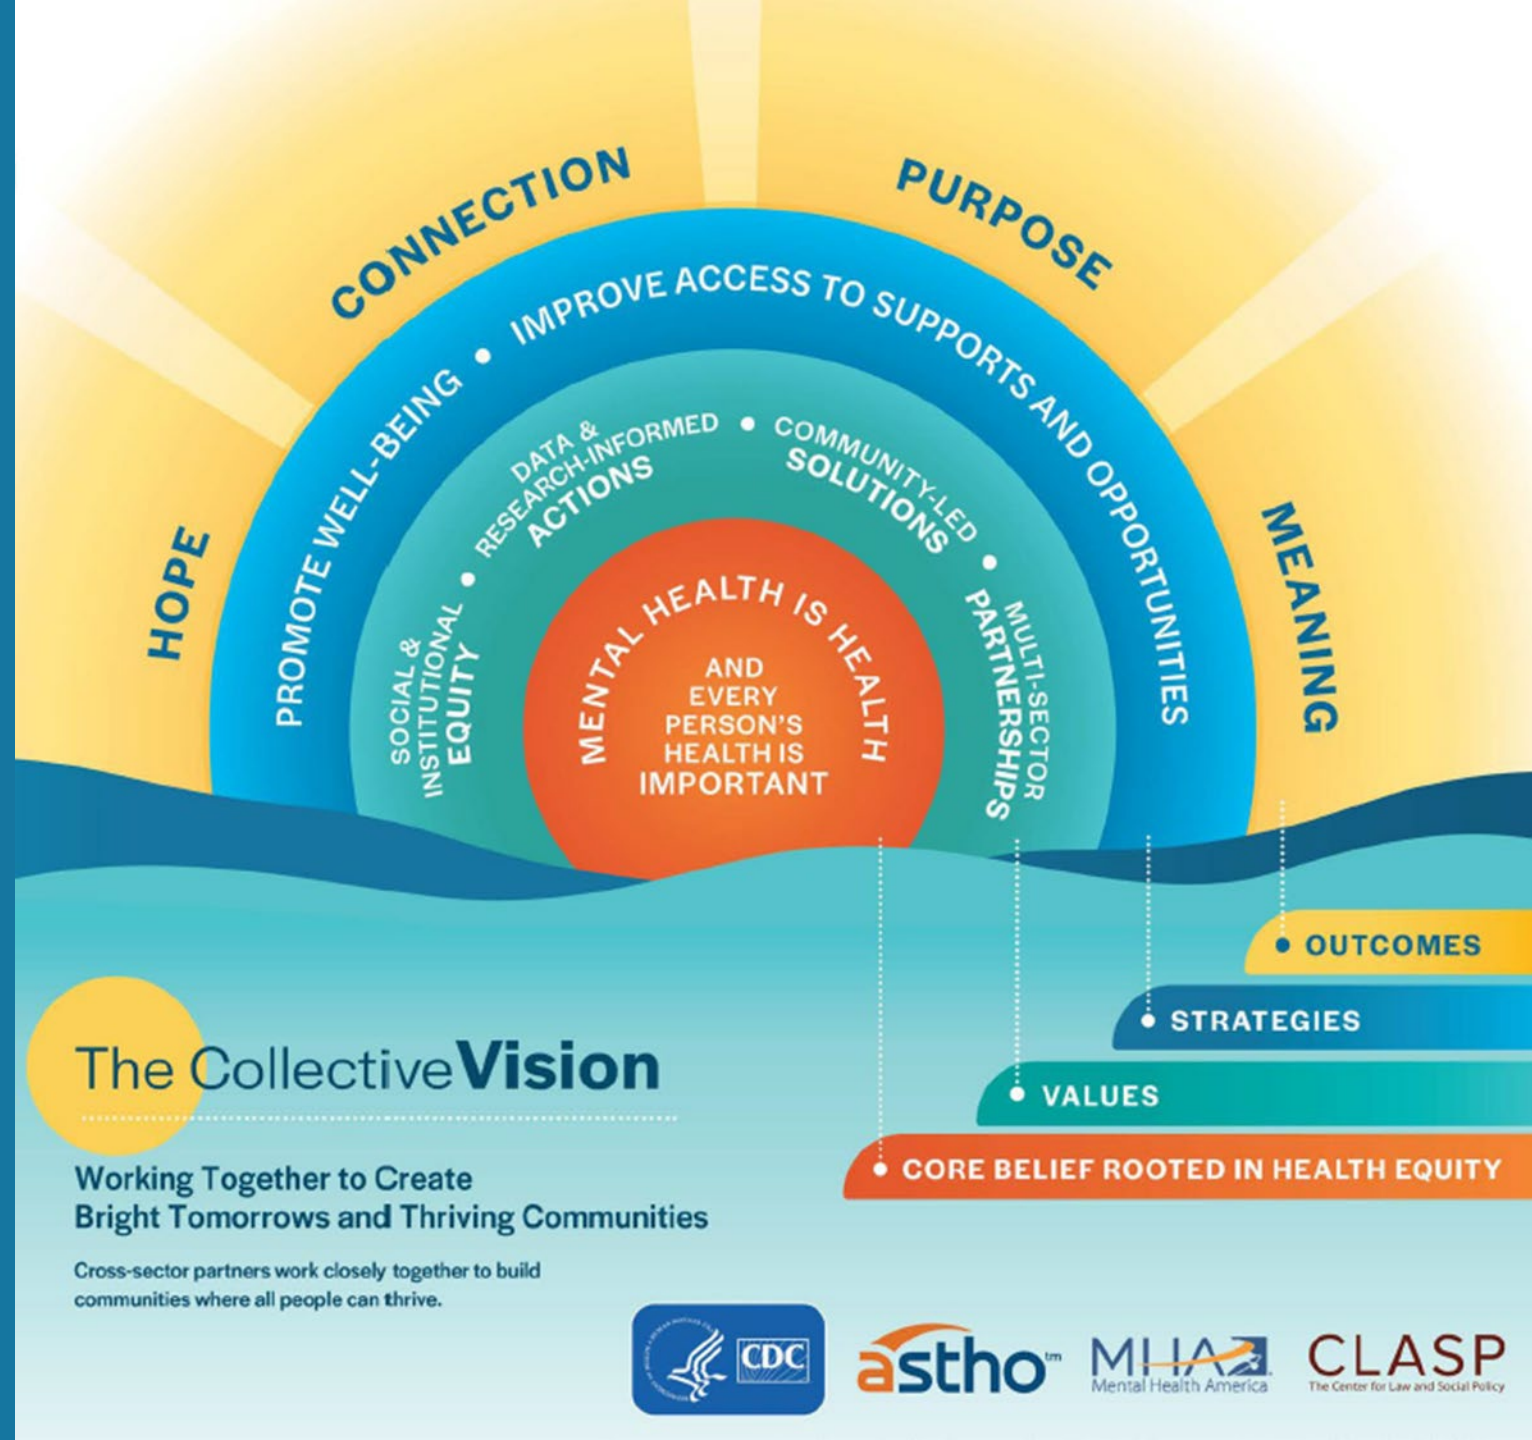 HOPE
CONNECTION
PURPOSE
MEANING
PROMOTE WELL-BEING • IMPROVE ACCESS TO SUPPORTS AND OPPORTUNITIES
SOCIAL &
INSTITUTIONAL
EQUITY
•
DATA &
RESEARCH-INFORMED
ACTIONS
•
COMMUNITY-LED
SOLUTIONS
•
MULTI-SECTOR
PARTNERSHIPS
MENTAL HEALTH IS HEALTH
AND
EVERY
PERSON'S
HEALTH IS
IMPORTANT
OUTCOMES
STRATEGIES
VALUES
CORE BELIEF ROOTED IN HEALTH EQUITY
The CollectiveVision
Working Together to Create
Bright Tomorrows and Thriving Communities
Cross-sector partners work closely together to build
communities where all people can thrive.
CDC
astho™
MHA
Mental Health America
CLASP
The Center for Law and Social Policy